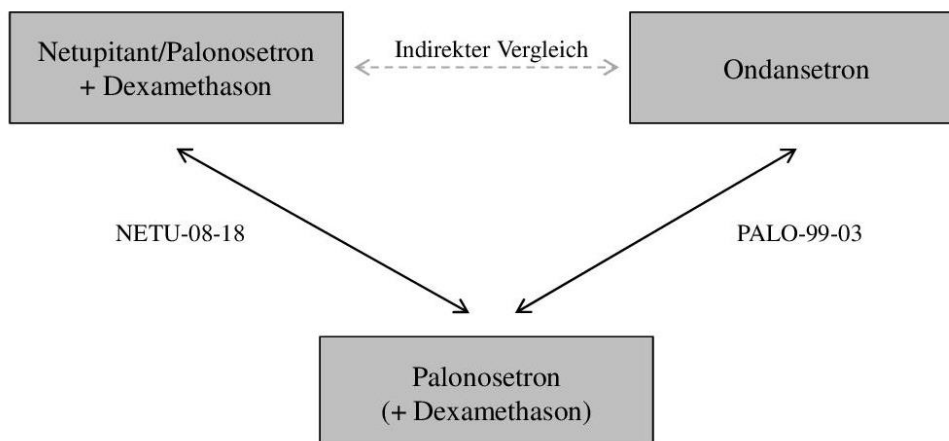 Netupitant/Palonosetron
+ Dexamethason
Indirekter Vergleich
Ondansetron
NETU-08-18
PALO-99-03
Palonosetron
(+ Dexamethason)